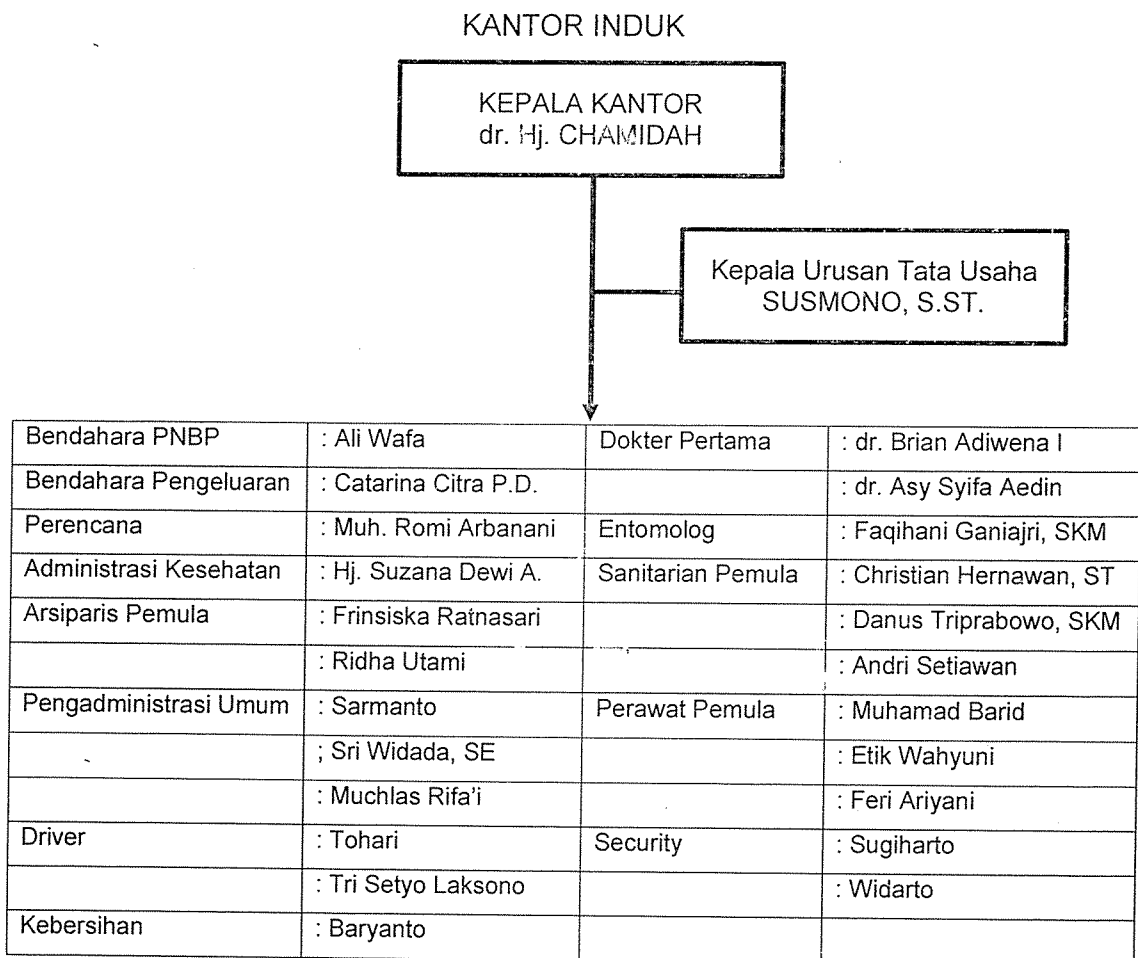 KANTOR INDUK
KEPALA KANTOR
dr. Hj. CHAMIDAH
Kepala Urusan Tata Usaha
SUSMONO, S.ST.
Bendahara PNBP : Ali Wafa Dokter Pertama : dr. Brian Adiwena I
Bendahara Pengeluaran : Catarina Citra P.D. : dr. Asy Syifa Aedin
Perencana : Muh. Romi Arbanani Entomolog : Faqihani Ganiajri, SKM
Administrasi Kesehatan : Hj. Suzana Dewi A. Sanitarian Pemula : Christian Hernawan, ST
Arsiparis Pemula : Frinsiska Ratnasari : Danus Triprabowo, SKM
: Ridha Utami : Andri Setiawan
Pengadministrasi Umum : Sarmanto Perawat Pemula : Muhamad Barid
; Sri Widada, SE : Etik Wahyuni
: Muchlas Rifa'i : Feri Ariyani
Driver : Tohari Security : Sugiharto
: Tri Setyo Laksono : Widarto
Kebersihan : Baryanto